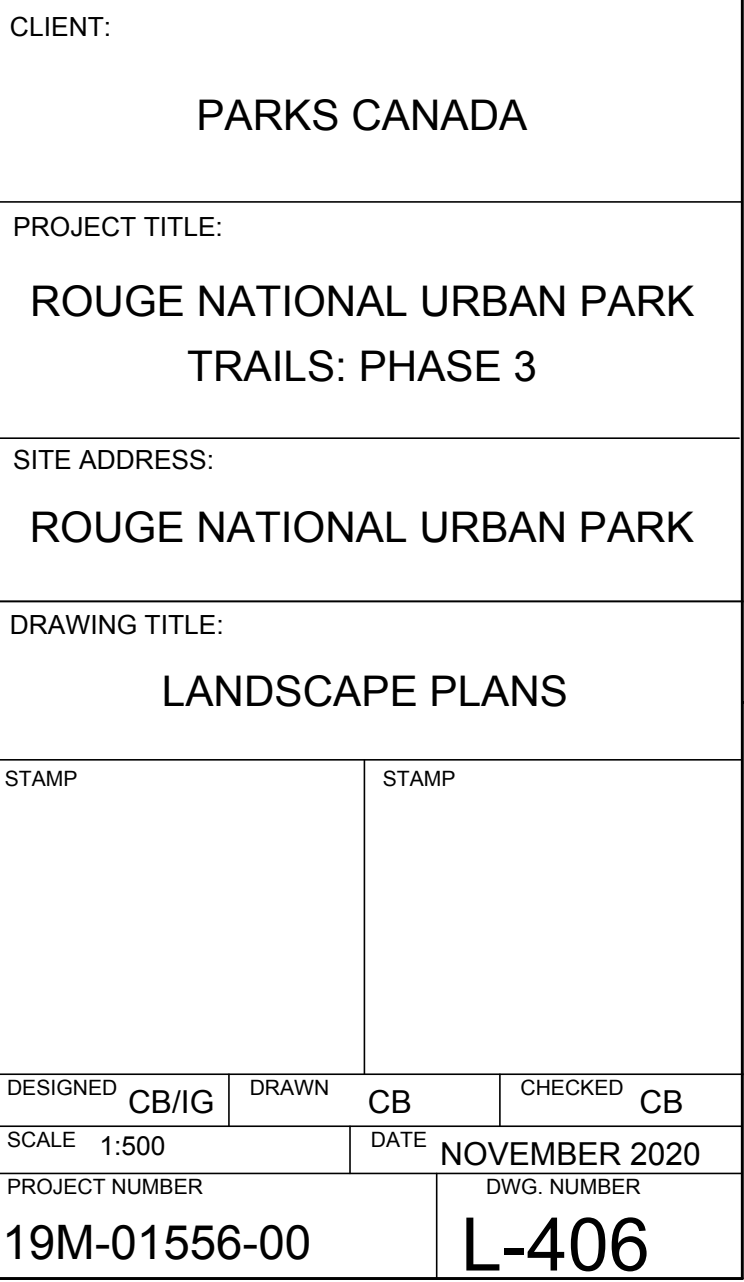 CLIENT:
PARKS CANADA
PROJECT TITLE:
ROUGE NATIONAL URBAN PARK
TRAILS: PHASE 3
SITE ADDRESS:
ROUGE NATIONAL URBAN PARK
DRAWING TITLE:
LANDSCAPE PLANS
STAMP STAMP
DESIGNED CB/IG DRAWN CB CHECKED CB
SCALE 1:500 DATE NOVEMBER 2020
PROJECT NUMBER DWG. NUMBER
19M-01556-00 L-406